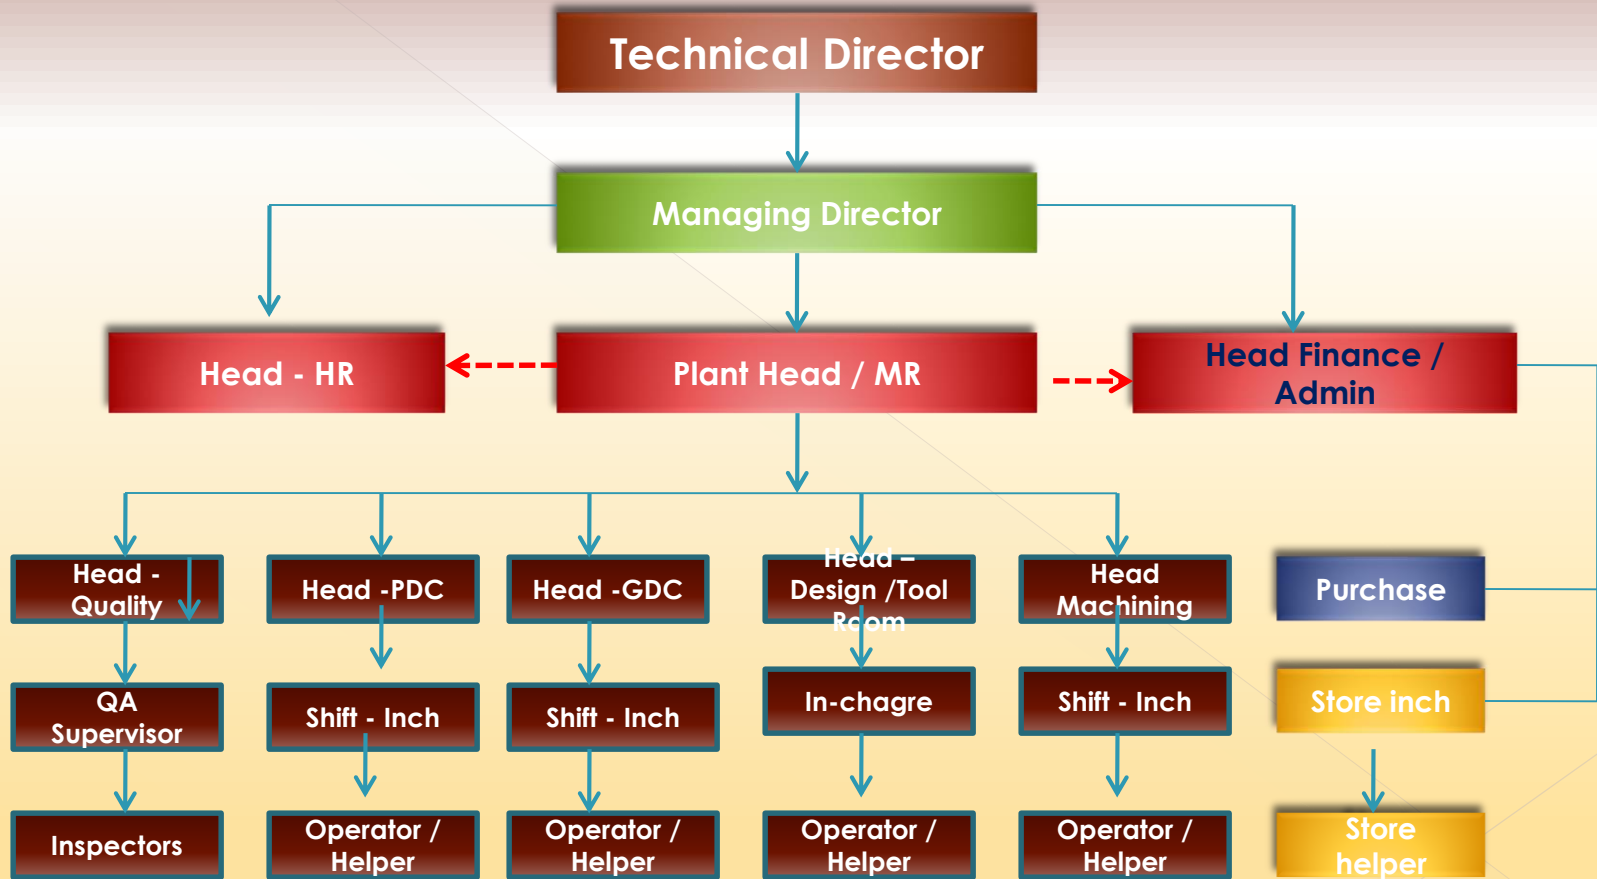 Technical Director
Managing Director
Head - HR
Plant Head / MR
Head Finance /
Admin
Head -
Quality
Head -PDC
Head -GDC
Head –
Design /Tool
Room
Head
Machining
Purchase
QA
Supervisor
Shift - Inch
Shift - Inch
In-chagre
Shift - Inch
Store inch
Inspectors
Operator /
Helper
Operator /
Helper
Operator /
Helper
Operator /
Helper
Store
helper